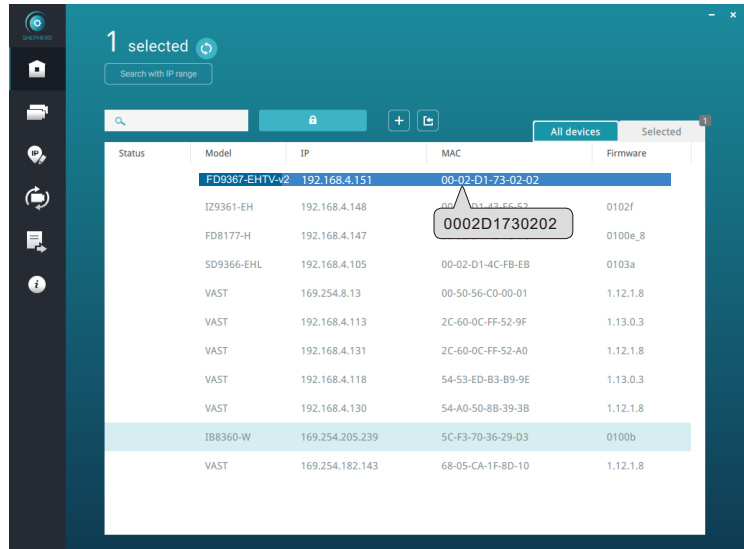 SHEPHERD
1 selected
Search with IP range
1
All devices Selected
Status Model IP MAC Firmware
FD9367-EHTV-v2 192.168.4.151 00-02-D1-73-02-02
IZ9361-EH 192.168.4.148 0102f
0002D1730202
FD8177-H 192.168.4.147 0100e_8
SD9366-EHL 192.168.4.105 00-02-D1-4C-FB-EB 0103a
VAST 169.254.8.13 00-50-56-C0-00-01 1.12.1.8
VAST 192.168.4.113 2C-60-0C-FF-52-9F 1.13.0.3
VAST 192.168.4.131 2C-60-0C-FF-52-A0 1.12.1.8
VAST 192.168.4.118 54-53-ED-B3-B9-9E 1.13.0.3
VAST 192.168.4.130 54-A0-50-8B-39-3B 1.12.1.8
IB8360-W 169.254.205.239 5C-F3-70-36-29-D3 0100b
VAST 169.254.182.143 68-05-CA-1F-8D-10 1.12.1.8
IP